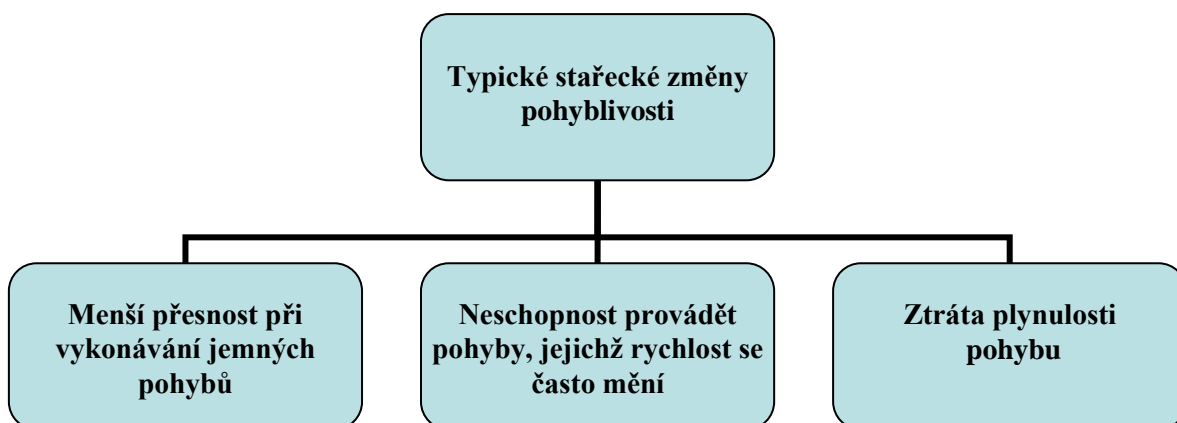 Typické stařecké změny
pohyblivosti
Menší přesnost při
vykonávání jemných
pohybů
Neschopnost provádět
pohyby, jejichž rychlost se
často mění
Ztráta plynulosti
pohybu